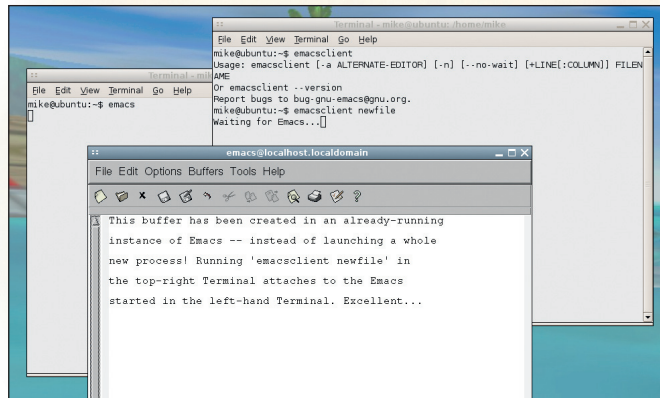 Terminal - mike@ubuntu: /home/mike
File Edit View Terminal Go Help
mike@ubuntu:~$ emacsclient
Usage: emacsclient [-a ALTERNATE-EDITOR] [-n] [--no-wait] [+LINE[:COLUMN]] FILEN
AME
Or emacsclient --version
Report bugs to bug-gnu-emacs@gnu.org.
mike@ubuntu:~$ emacsclient newfile
Waiting for Emacs...
Terminal - mik
File Edit View Terminal Go Help
mike@ubuntu:~$ emacs
emacs@localhost.localdomain
File Edit Options Buffers Tools Help
This buffer has been created in an already-running
instance of Emacs -- instead of launching a whole
new process! Running 'emacsclient newfile' in
the top-right Terminal attaches to the Emacs
started in the left-hand Terminal. Excellent...